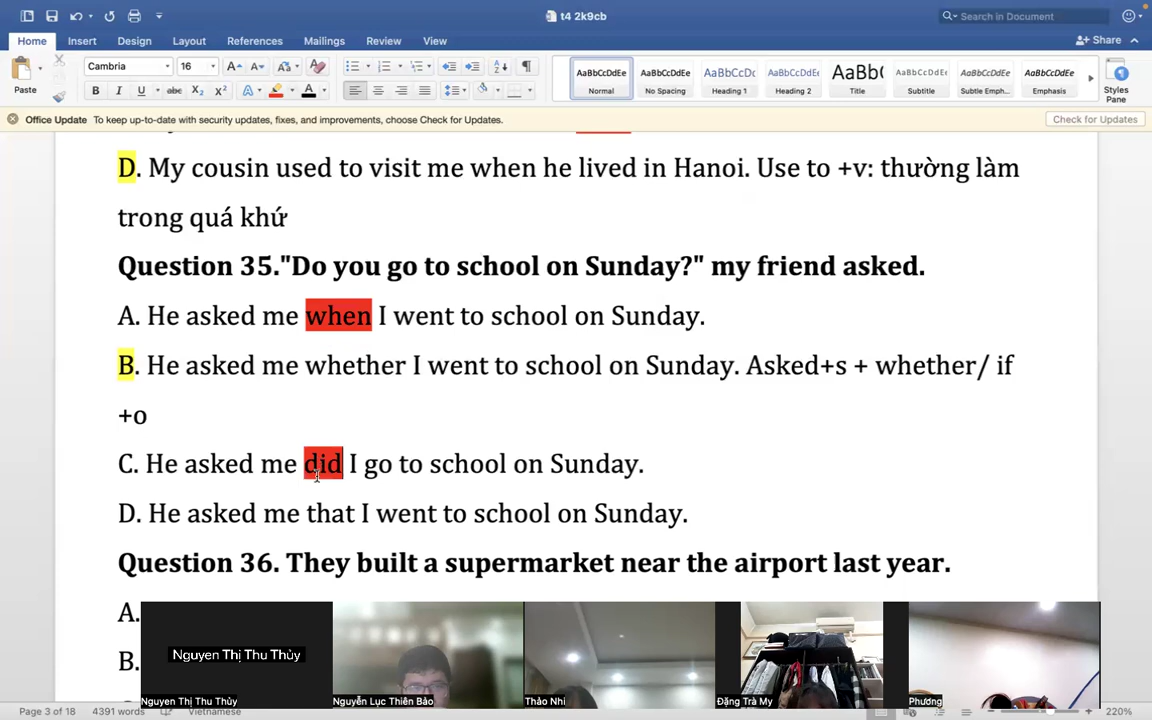 t4 2k9cb
Search in Document
Home Insert Design Layout References Mailings Review View
Share
Paste
Cambria 16
AaBbCcDdEe AaBbCcDdEe AaBbCcDc AaBbCcDdEe AaBb( AaBbCcDdEe AaBbCcDdEe AaBbCcDdEe
Normal No Spacing Heading 1 Heading 2 Title Subtitle Subtle Emph... Emphasis
Styles Pane
Office Update To keep up-to-date with security updates, fixes, and improvements, choose Check for Updates.
Check for Updates
D. My cousin used to visit me when he lived in Hanoi. Use to +v: thường làm
trong quá khứ
Question 35."Do you go to school on Sunday?" my friend asked.
A. He asked me when I went to school on Sunday.
B. He asked me whether I went to school on Sunday. Asked+s + whether/ if
+o
C. He asked me did I go to school on Sunday.
D. He asked me that I went to school on Sunday.
Question 36. They built a supermarket near the airport last year.
A.
B.
Nguyen Thị Thu Thủy
Nguyen Thị Thu Thủy Nguyễn Lục Thiên Bảo Thảo Nhi Đặng Trà My Phương
Page 3 of 18 4391 words Vietnamese 220%